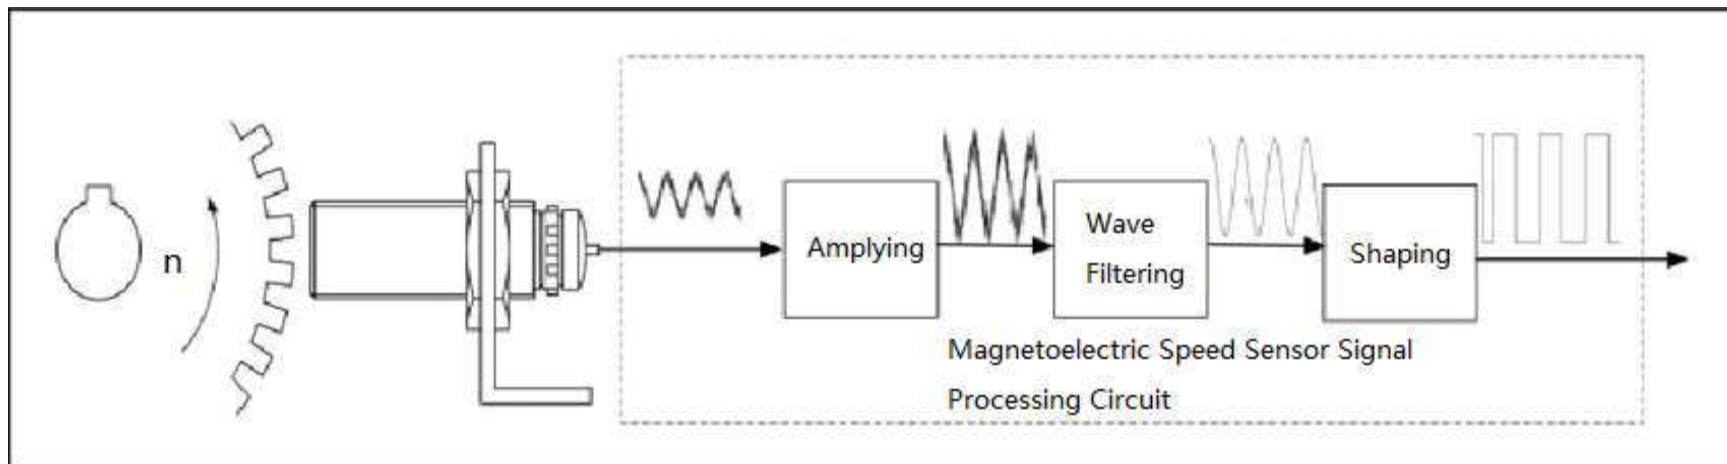 n
Amplying
Wave
Filtering
Shaping
Magnetoelectric Speed Sensor Signal
Processing Circuit